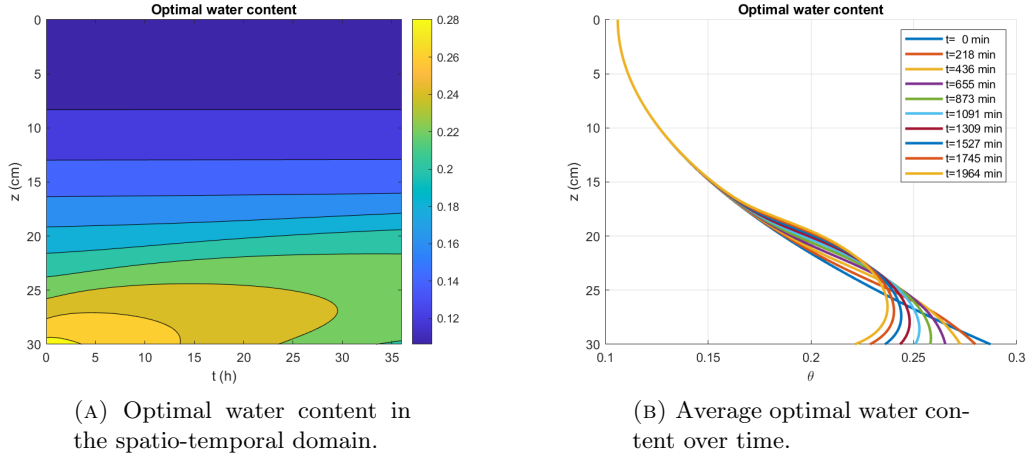 Optimal water content
0
5
10
15
20
25
30
z (cm)
0
5
10
15
20
25
30
35
t (h)
0.28
0.26
0.24
0.22
0.2
0.18
0.16
0.14
0.12
(A) Optimal water content in
the spatio-temporal domain.
Optimal water content
0
5
10
15
20
25
30
z (cm)
0.1
0.15
0.2
0.25
0.3
θ
t= 0 min
t=218 min
t=436 min
t=655 min
t=873 min
t=1091 min
t=1309 min
t=1527 min
t=1745 min
t=1964 min
(B) Average optimal water con-
tent over time.